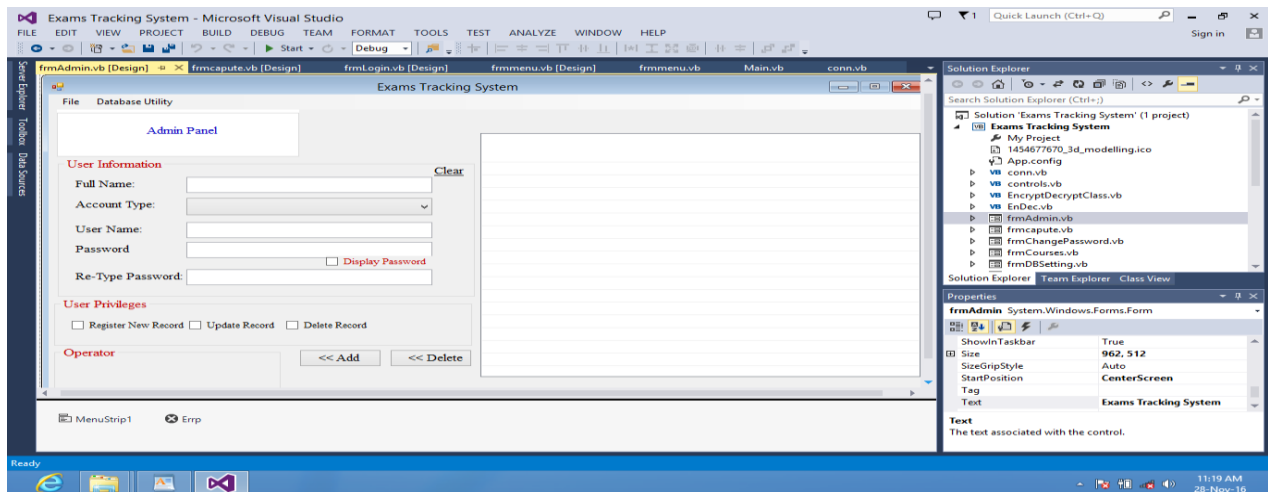 Exams Tracking System - Microsoft Visual Studio
1
Quick Launch (Ctrl+Q)
FILE EDIT VIEW PROJECT BUILD DEBUG TEAM FORMAT TOOLS TEST ANALYZE WINDOW HELP
Sign in
Start
Debug
Server Explorer
Toolbox
Data Sources
frmAdmin.vb [Design] frmcapute.vb [Design] frmLogin.vb [Design] frmmenu.vb [Design] frmmenu.vb Main.vb conn.vb
Exams Tracking System
File Database Utility
Admin Panel
User Information
Clear
Full Name:
Account Type:
User Name:
Password
Display Password
Re-Type Password:
User Privileges
Register New Record Update Record Delete Record
Operator
<< Add << Delete
MenuStrip1 Errp
Solution Explorer
Search Solution Explorer (Ctrl+;)
Solution 'Exams Tracking System' (1 project)
Exams Tracking System
My Project
1454677670_3d_modelling.ico
App.config
conn.vb
controls.vb
EncryptDecryptClass.vb
EnDec.vb
frmAdmin.vb
frmcapute.vb
frmChangePassword.vb
frmCourses.vb
frmDBSetting.vb
Solution Explorer Team Explorer Class View
Properties
frmAdmin System.Windows.Forms.Form
ShowInTaskbar True
Size 962, 512
SizeGripStyle Auto
StartPosition CenterScreen
Tag
Text Exams Tracking System
Text
The text associated with the control.
Ready
11:19 AM
28-Nov-16